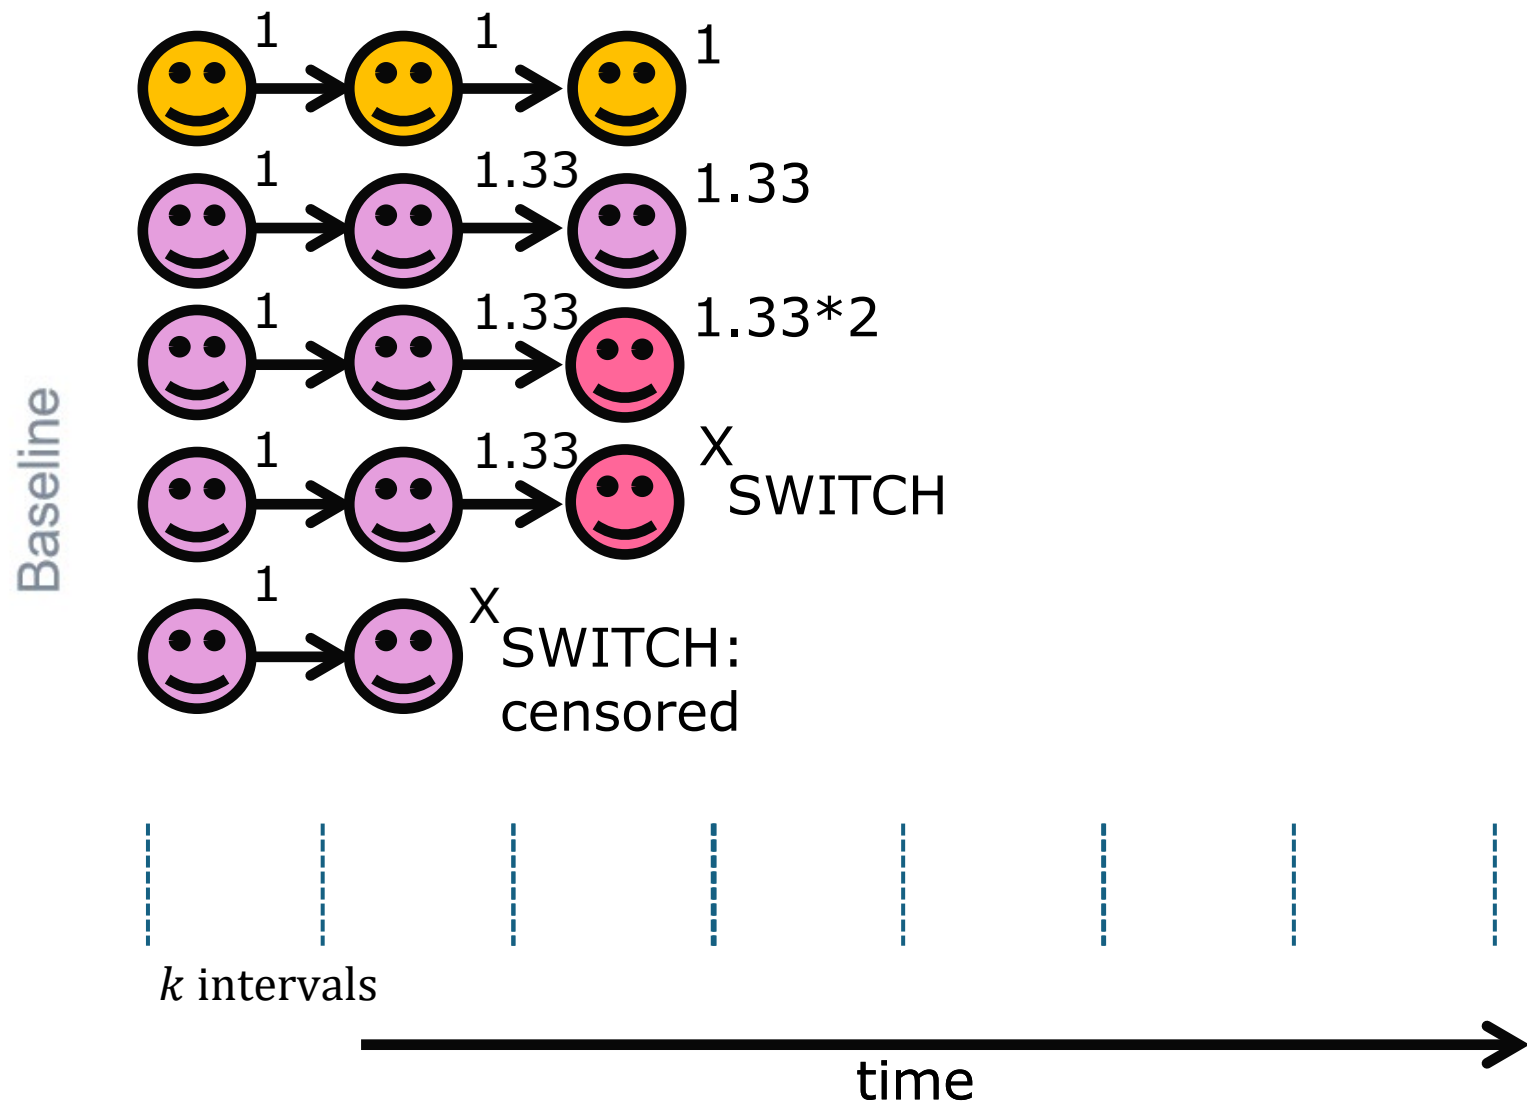 1 1 1
1 1.33 1.33
1 1.33 1.33*2
1 1.33 X
SWITCH
1 X
SWITCH:
censored
Baseline
k intervals
time